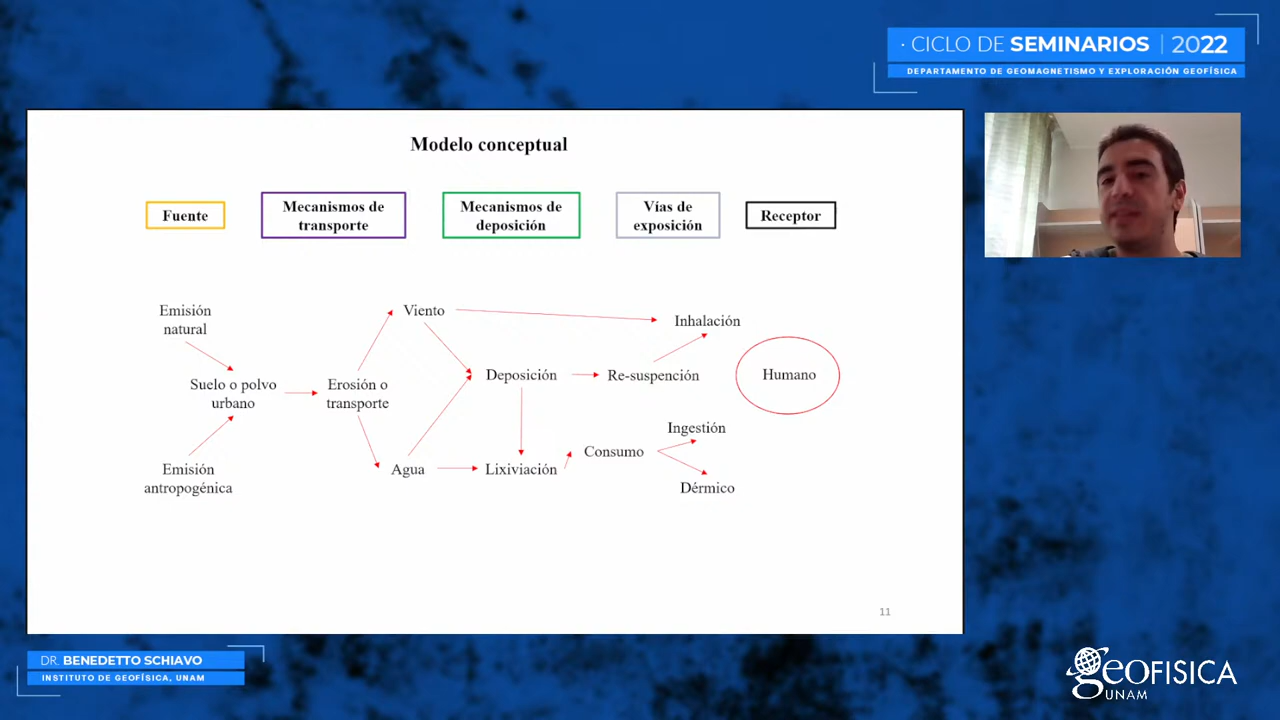 · CICLO DE SEMINARIOS | 2022
DEPARTAMENTO DE GEOMAGNETISMO Y EXPLORACIÓN GEOFÍSICA
Modelo conceptual
Fuente
Mecanismos de
transporte
Mecanismos de
deposición
Vías de
exposición
Receptor
Emisión
natural
Suelo o polvo
urbano
Emisión
antropogénica
Erosión o
transporte
Viento
Agua
Deposición
Lixiviación
Inhalación
Re-suspención
Consumo
Ingestión
Dérmico
Humano
11
DR. BENEDETTO SCHIAVO
INSTITUTO DE GEOFÍSICA, UNAM
GEOFISICA
UNAM